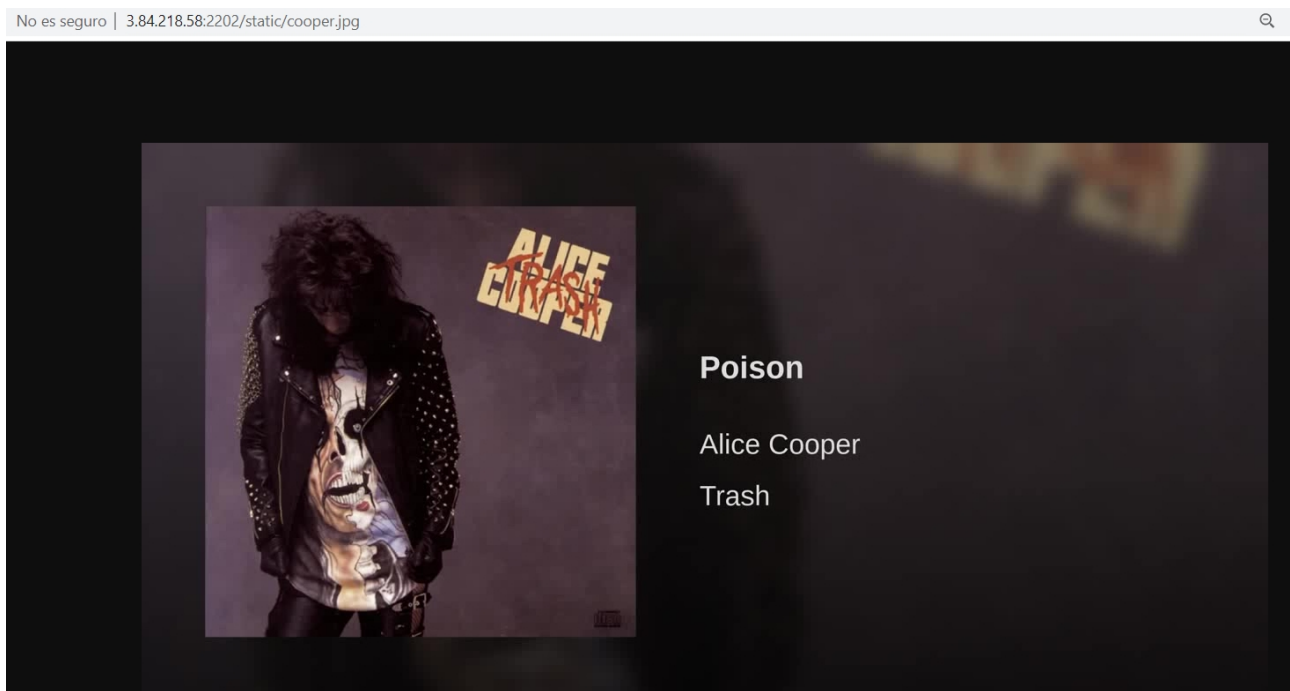 No es seguro | 3.84.218.58:2202/static/cooper.jpg
ALICE
TRASH
COOPER
Poison
Alice Cooper
Trash